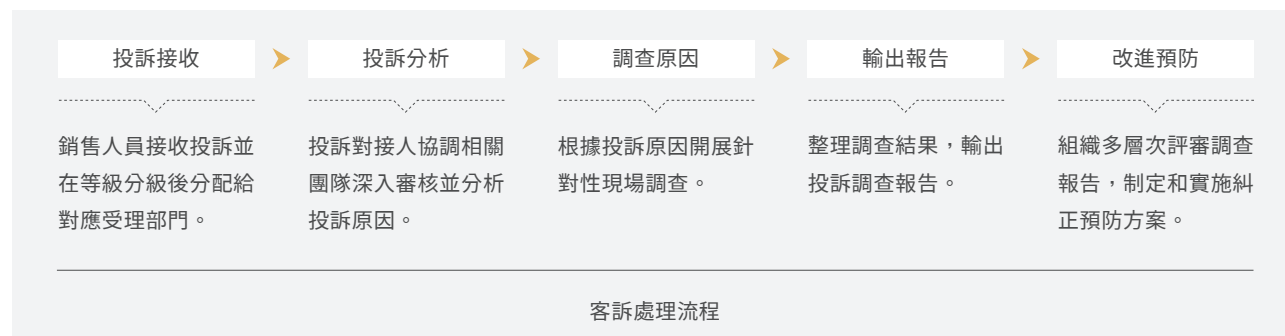 投訴接收
投訴分析
調查原因
輸出報告
改進預防
銷售人員接收投訴並
在等級分級後分配給
對應受理部門。
投訴對接人協調相關
團隊深入審核並分析
投訴原因。
根據投訴原因開展針
對性現場調查。
整理調查結果，輸出
投訴調查報告。
組織多層次評審調查
報告，制定和實施糾
正預防方案。
客訴處理流程